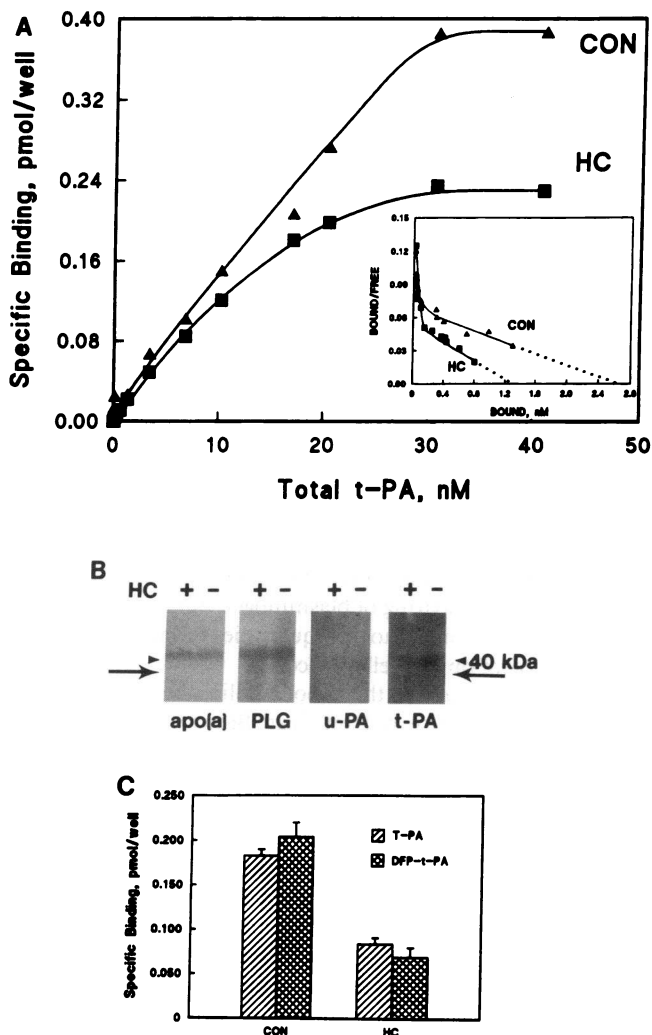 A
Specific Binding, pmol/well
0.40
0.32
0.24
0.16
0.08
0.00
CON
HC
0 10 20 30 40 50
Total t-PA, nM
BOUND/FREE
0.15
0.12
0.09
0.06
0.03
0.00
CON
HC
0 0.4 0.8 1.2 1.6 2.0 2.4 2.8
BOUND, nM
B
HC + - + - + - + -
40 kDa
apo(a) PLG u-PA t-PA
C
Specific Binding, pmol/well
0.250
0.200
0.150
0.100
0.050
0
T-PA
DFP-t-PA
CON HC